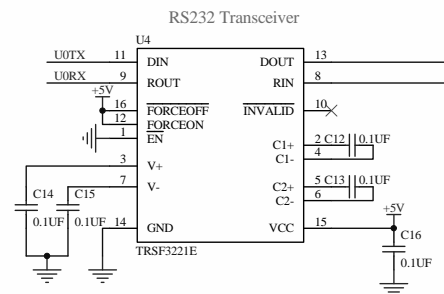 RS232 Transceiver
U4
U0TX 11 DIN DOUT 13
U0RX 9 ROUT RIN 8
+5V
16 FORCEOFF INVALID 10
12 FORCEON
1 EN
C1+ 2 C12 0.1UF
C1- 4
3 V+
C2+ 5 C13 0.1UF
7 V-
C2- 6
C14 C15
+5V
14 GND VCC 15
0.1UF 0.1UF
C16
TRSF3221E
0.1UF